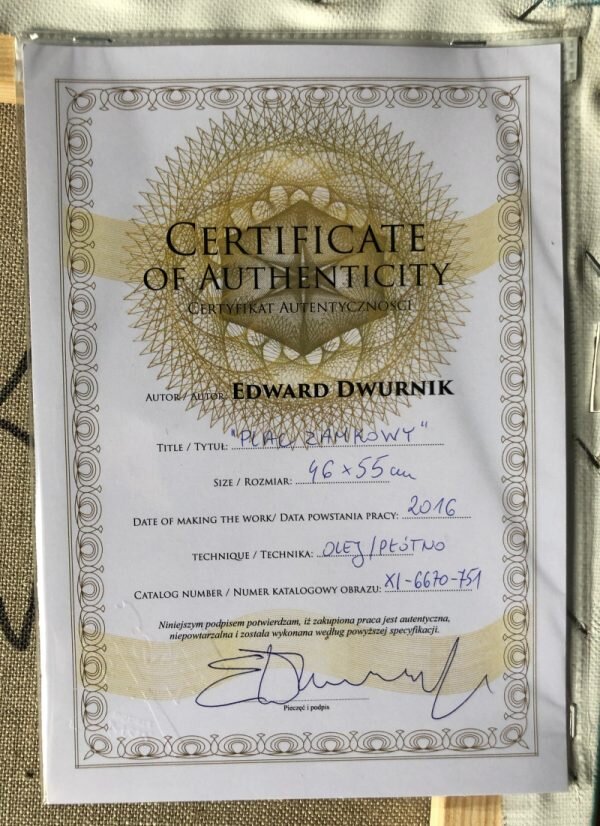 CERTIFICATE
OF AUTHENTICITY
CERTYFIKAT AUTENTYCZNOŚCI
AUTOR / AUTOR: EDWARD DWURNIK
TITLE / TYTUŁ: "PLAC ZAMKOWY"
SIZE / ROZMIAR: 46 x 55 cm
DATE OF MAKING THE WORK/ DATA POWSTANIA PRACY: 2016
TECHNIQUE / TECHNIKA: OLEJ/PŁÓTNO
CATALOG NUMBER / NUMER KATALOGOWY OBRAZU: XI-6670-751
Niniejszym podpisem potwierdzam, iż zakupiona praca jest autentyczna,
niepowtarzalna i została wykonana według powyższej specyfikacji.
Pieczęć i podpis